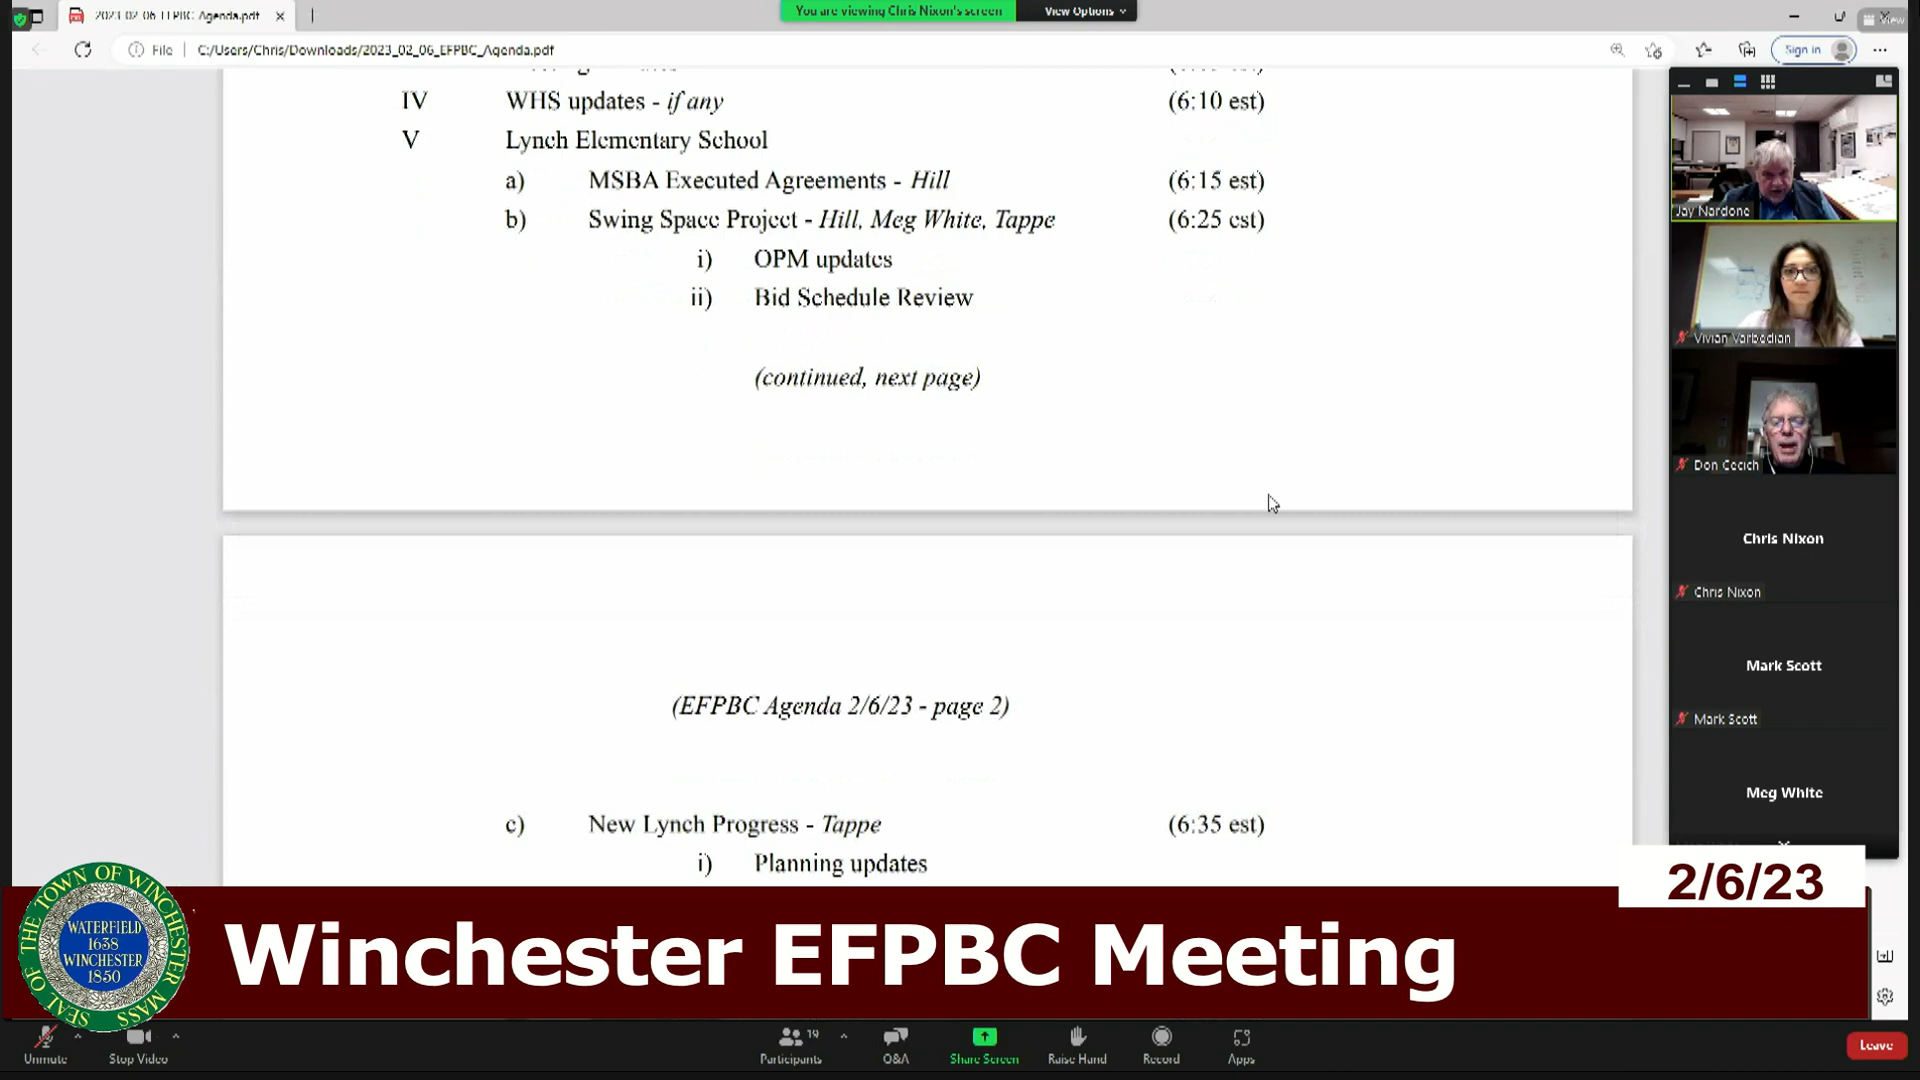 2023_02_06_EFPBC_Agenda.pdf
You are viewing Chris Nixon's screen
View Options
View
File
C:/Users/Chris/Downloads/2023_02_06_EFPBC_Agenda.pdf
Sign in
IV WHS updates - if any (6:10 est)
V Lynch Elementary School
a) MSBA Executed Agreements - Hill (6:15 est)
b) Swing Space Project - Hill, Meg White, Tappe (6:25 est)
i) OPM updates
ii) Bid Schedule Review
(continued, next page)
(EFPBC Agenda 2/6/23 - page 2)
c) New Lynch Progress - Tappe (6:35 est)
i) Planning updates
Jay Nardone
Vivian Varbedian
Don Cecich
Chris Nixon
Chris Nixon
Mark Scott
Mark Scott
Meg White
2/6/23
Winchester EFPBC Meeting
THE TOWN OF WINCHESTER MASS
SEAL OF
WATERFIELD
1638
WINCHESTER
1850
Unmute
Stop Video
Participants
19
Q&A
Share Screen
Raise Hand
Record
Apps
Leave